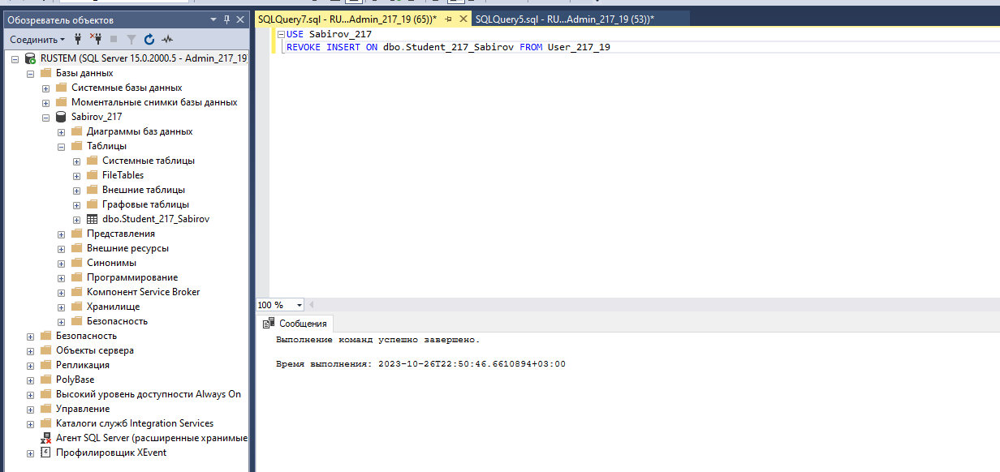 Обозреватель объектов
Соединить
RUSTEM (SQL Server 15.0.2000.5 - Admin_217_19)
Базы данных
Системные базы данных
Моментальные снимки базы данных
Sabirov_217
Диаграммы баз данных
Таблицы
Системные таблицы
FileTables
Внешние таблицы
Графовые таблицы
dbo.Student_217_Sabirov
Представления
Внешние ресурсы
Синонимы
Программирование
Компонент Service Broker
Хранилище
Безопасность
Безопасность
Объекты сервера
Репликация
PolyBase
Высокий уровень доступности Always On
Управление
Каталоги служб Integration Services
Агент SQL Server (расширенные хранимые
Профилировщик XEvent
SQLQuery7.sql - RU...Admin_217_19 (65))* SQLQuery5.sql - RU...Admin_217_19 (53))*
USE Sabirov_217
REVOKE INSERT ON dbo.Student_217_Sabirov FROM User_217_19
100 %
Сообщения
Выполнение команд успешно завершено.
Время выполнения: 2023-10-26T22:50:46.6610894+03:00